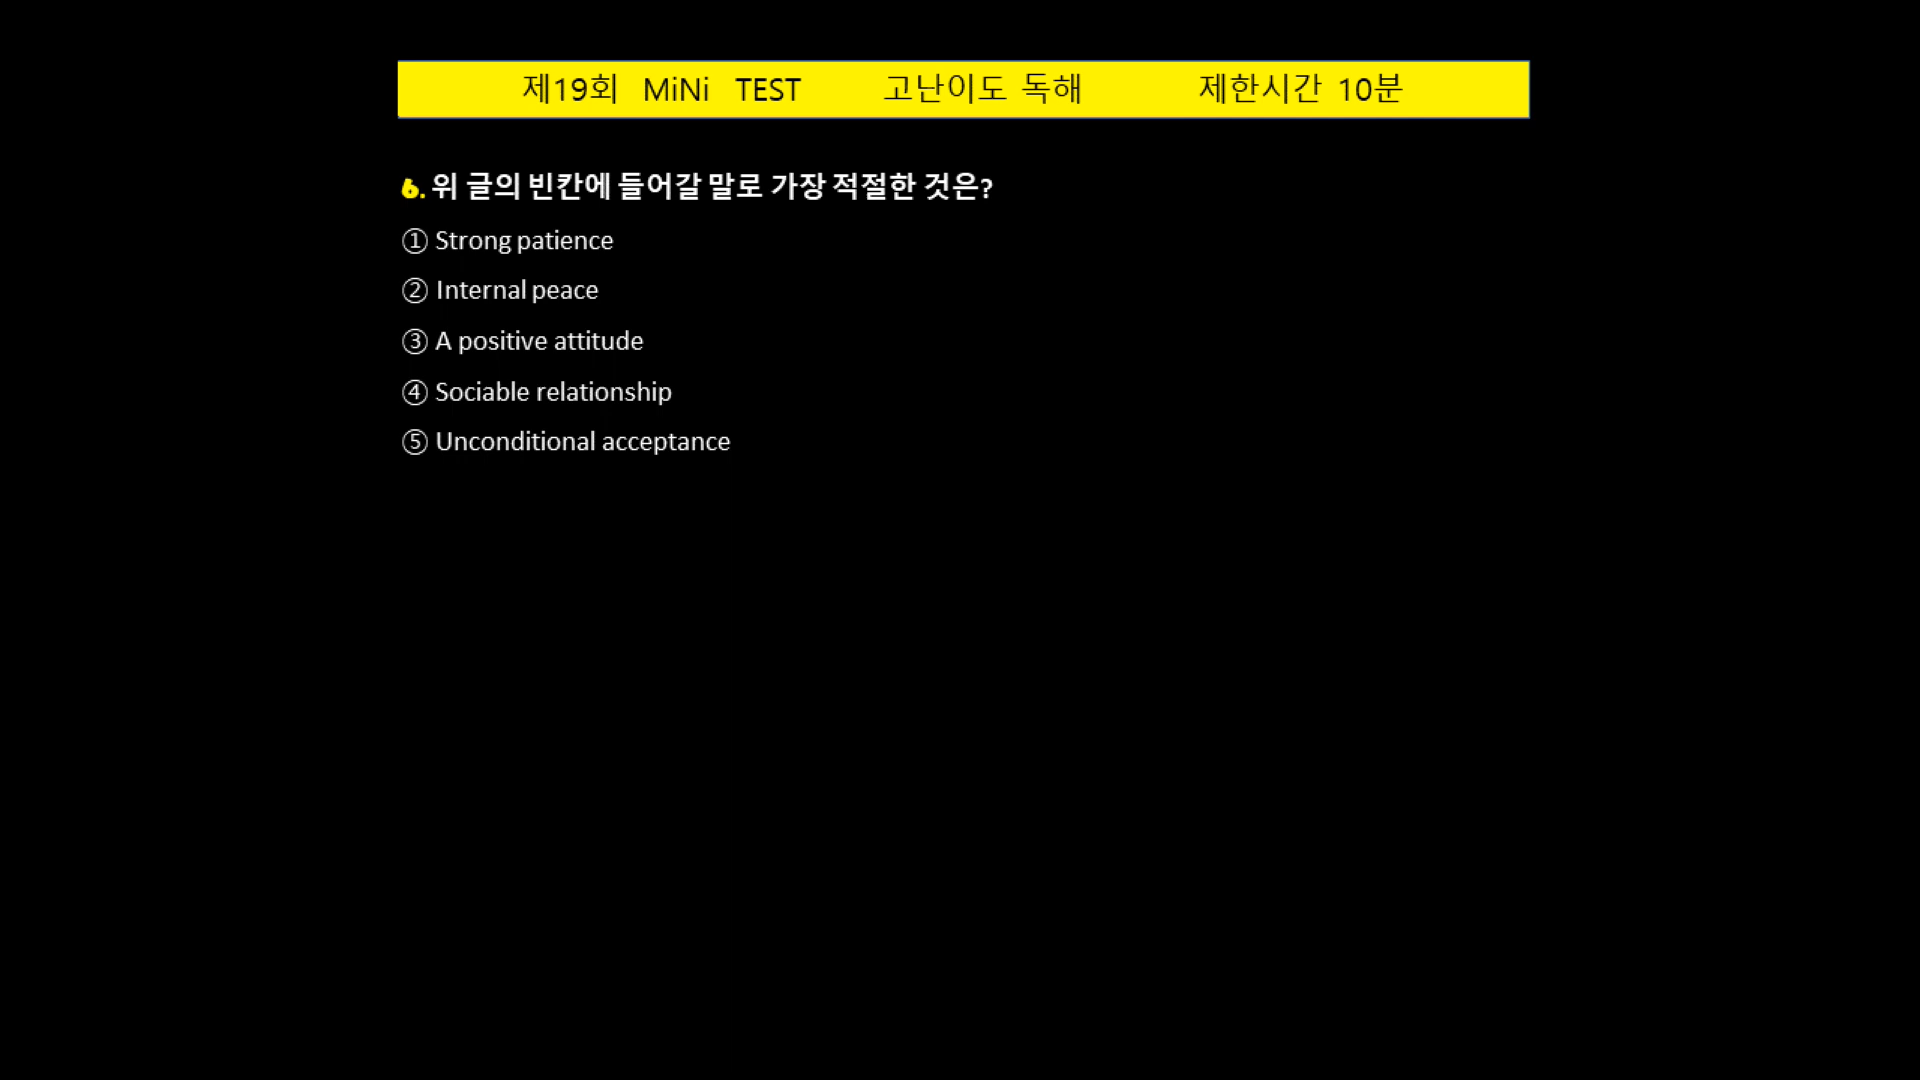 제19회 MiNi TEST 고난이도 독해 제한시간 10분
6. 위 글의 빈칸에 들어갈 말로 가장 적절한 것은?
① Strong patience
② Internal peace
③ A positive attitude
④ Sociable relationship
⑤ Unconditional acceptance